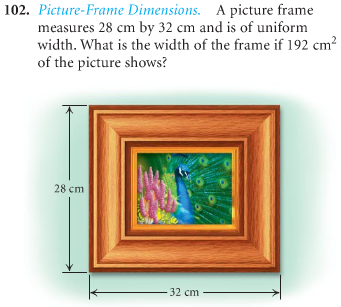 102. Picture-Frame Dimensions. A picture frame
measures 28 cm by 32 cm and is of uniform
width. What is the width of the frame if 192 cm²
of the picture shows?
28 cm
32 cm